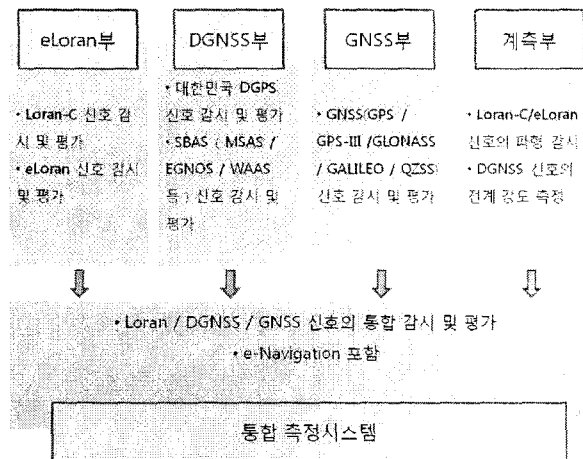 eLoran부
DGNSS부
GNSS부
계측부
• Loran-C 신호 감
시 및 평가
• eLoran 신호 감시
및 평가
• 대한민국 DGPS
신호 감시 및 평가
• SBAS ( MSAS /
EGNOS / WAAS
등 ) 신호 감시 및
평가
• GNSS(GPS /
GPS-III /GLONASS
/ GALILEO / QZSS)
신호 감시 및 평가
• Loran-C/eLoran
신호의 파형 감시
• DGNSS 신호의
전계 강도 측정
• Loran / DGNSS / GNSS 신호의 통합 감시 및 평가
• e-Navigation 포함
통합 측정시스템